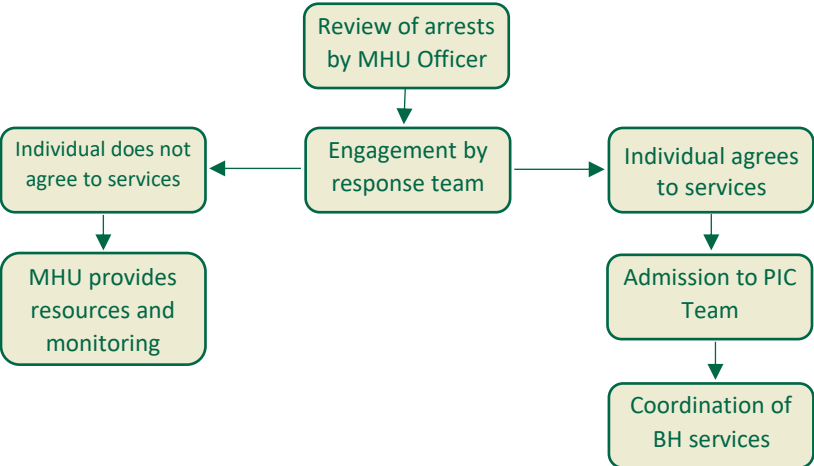 Review of arrests
by MHU Officer
Individual does not
agree to services
Engagement by
response team
Individual agrees
to services
MHU provides
resources and
monitoring
Admission to PIC
Team
Coordination of
BH services